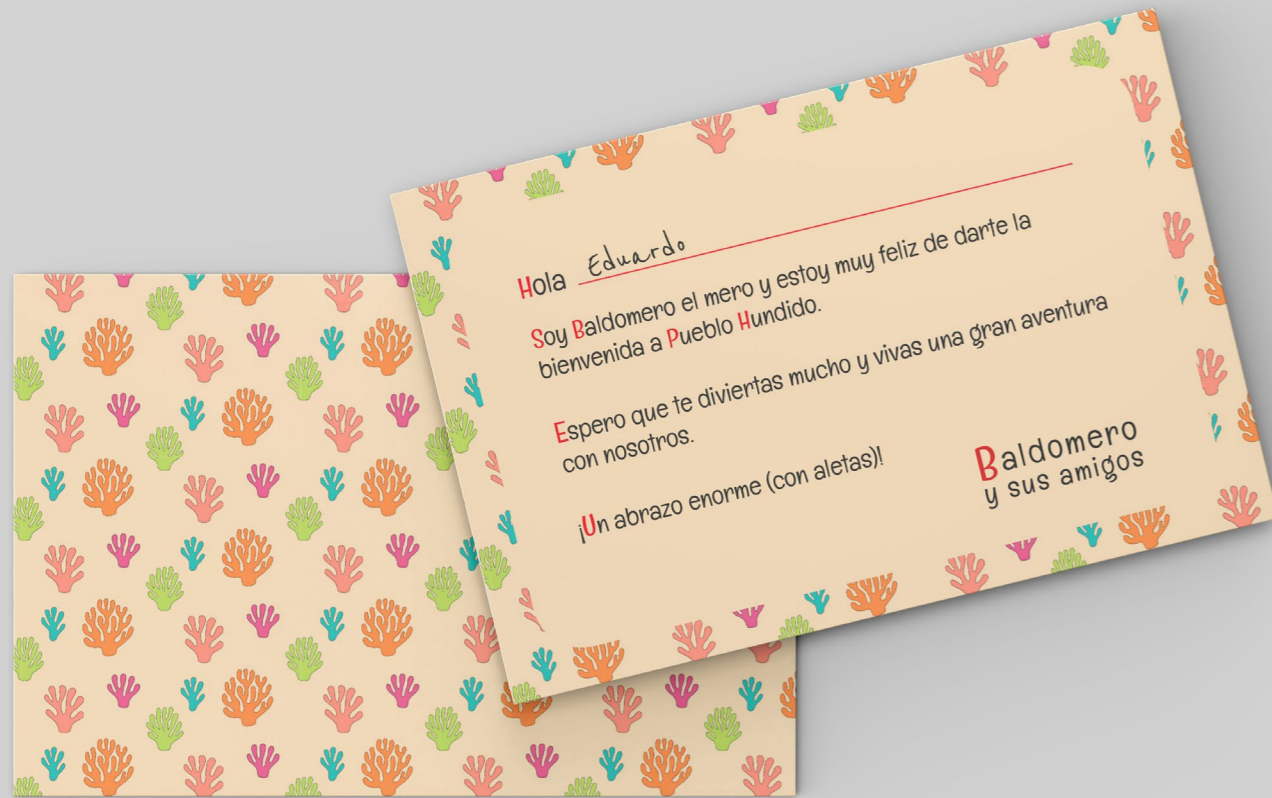 Hola Eduardo
Soy Baldomero el mero y estoy muy feliz de darte la
bienvenida a Pueblo Hundido.
Espero que te diviertas mucho y vivas una gran aventura
con nosotros.
¡Un abrazo enorme (con aletas)!
Baldomero
y sus amigos